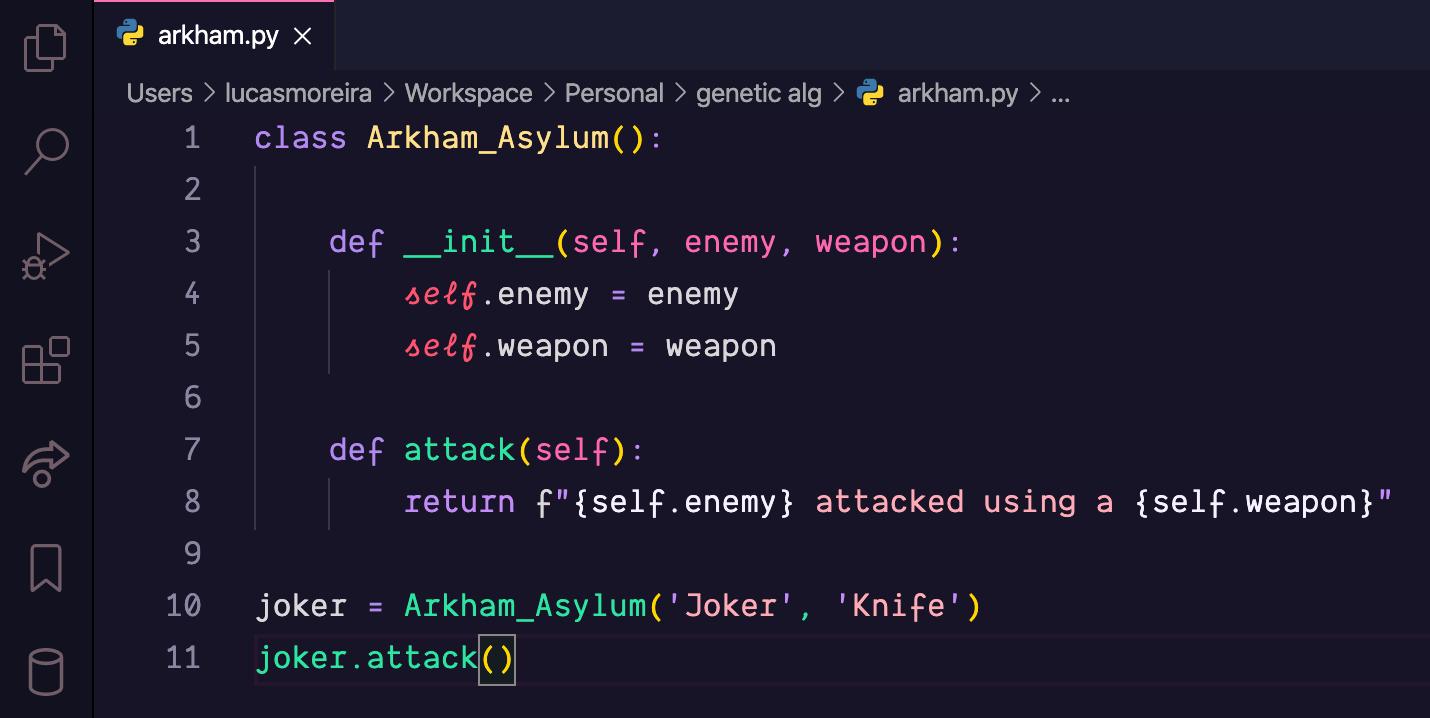 arkham.py
Users > lucasmoreira > Workspace > Personal > genetic alg > arkham.py > ...
1 class Arkham_Asylum():
2
3     def __init__(self, enemy, weapon):
4         self.enemy = enemy
5         self.weapon = weapon
6
7     def attack(self):
8         return f"{self.enemy} attacked using a {self.weapon}"
9
10 joker = Arkham_Asylum('Joker', 'Knife')
11 joker.attack()